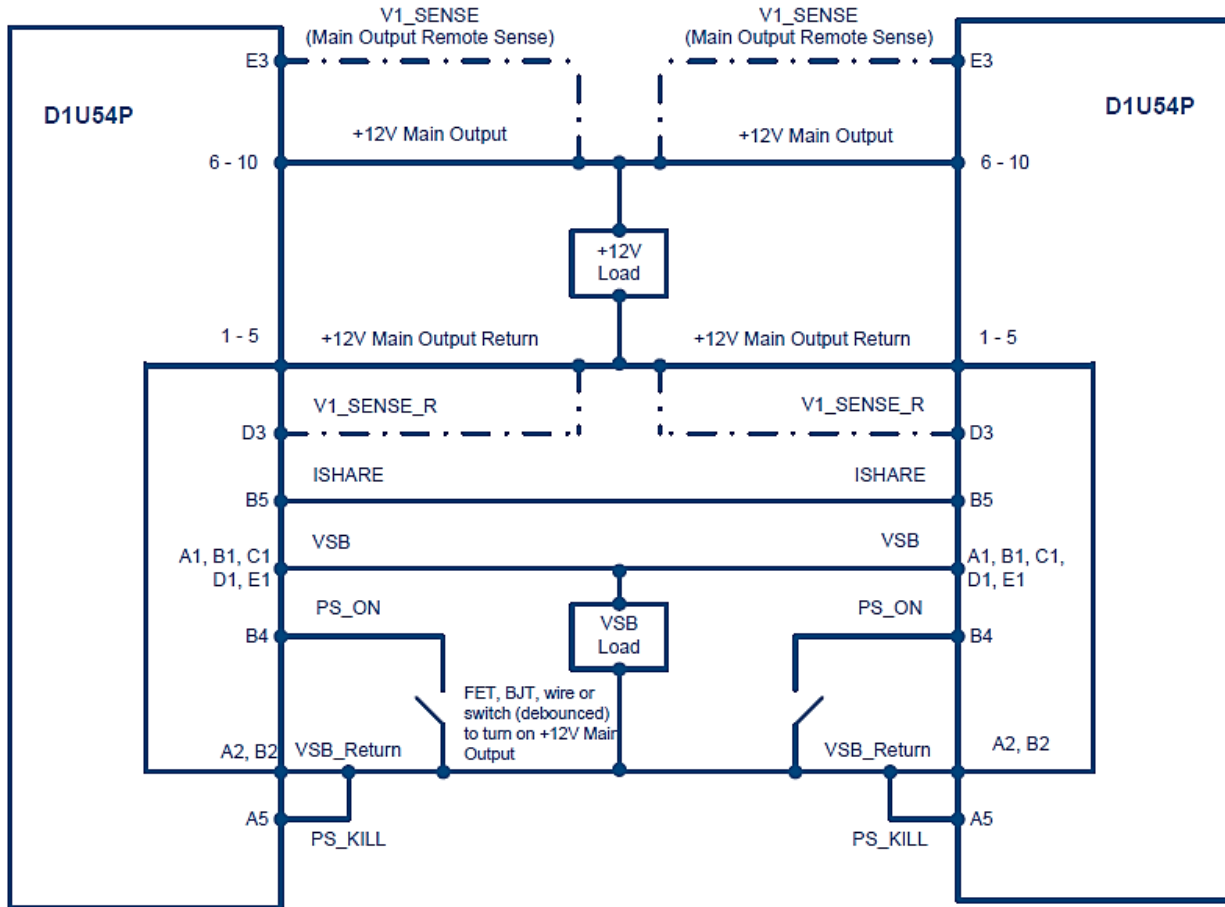 V1_SENSE
(Main Output Remote Sense)
V1_SENSE
(Main Output Remote Sense)
E3
E3
D1U54P
D1U54P
+12V Main Output
+12V Main Output
6 - 10
6 - 10
+12V
Load
1 - 5
+12V Main Output Return
+12V Main Output Return
1 - 5
V1_SENSE_R
V1_SENSE_R
D3
D3
ISHARE
ISHARE
B5
B5
VSB
VSB
A1, B1, C1
D1, E1
A1, B1, C1,
D1, E1
PS_ON
PS_ON
B4
B4
VSB
Load
FET, BJT, wire or
switch (debounced)
to turn on +12V Main
Output
A2, B2
VSB_Return
VSB_Return
A2, B2
A5
A5
PS_KILL
PS_KILL